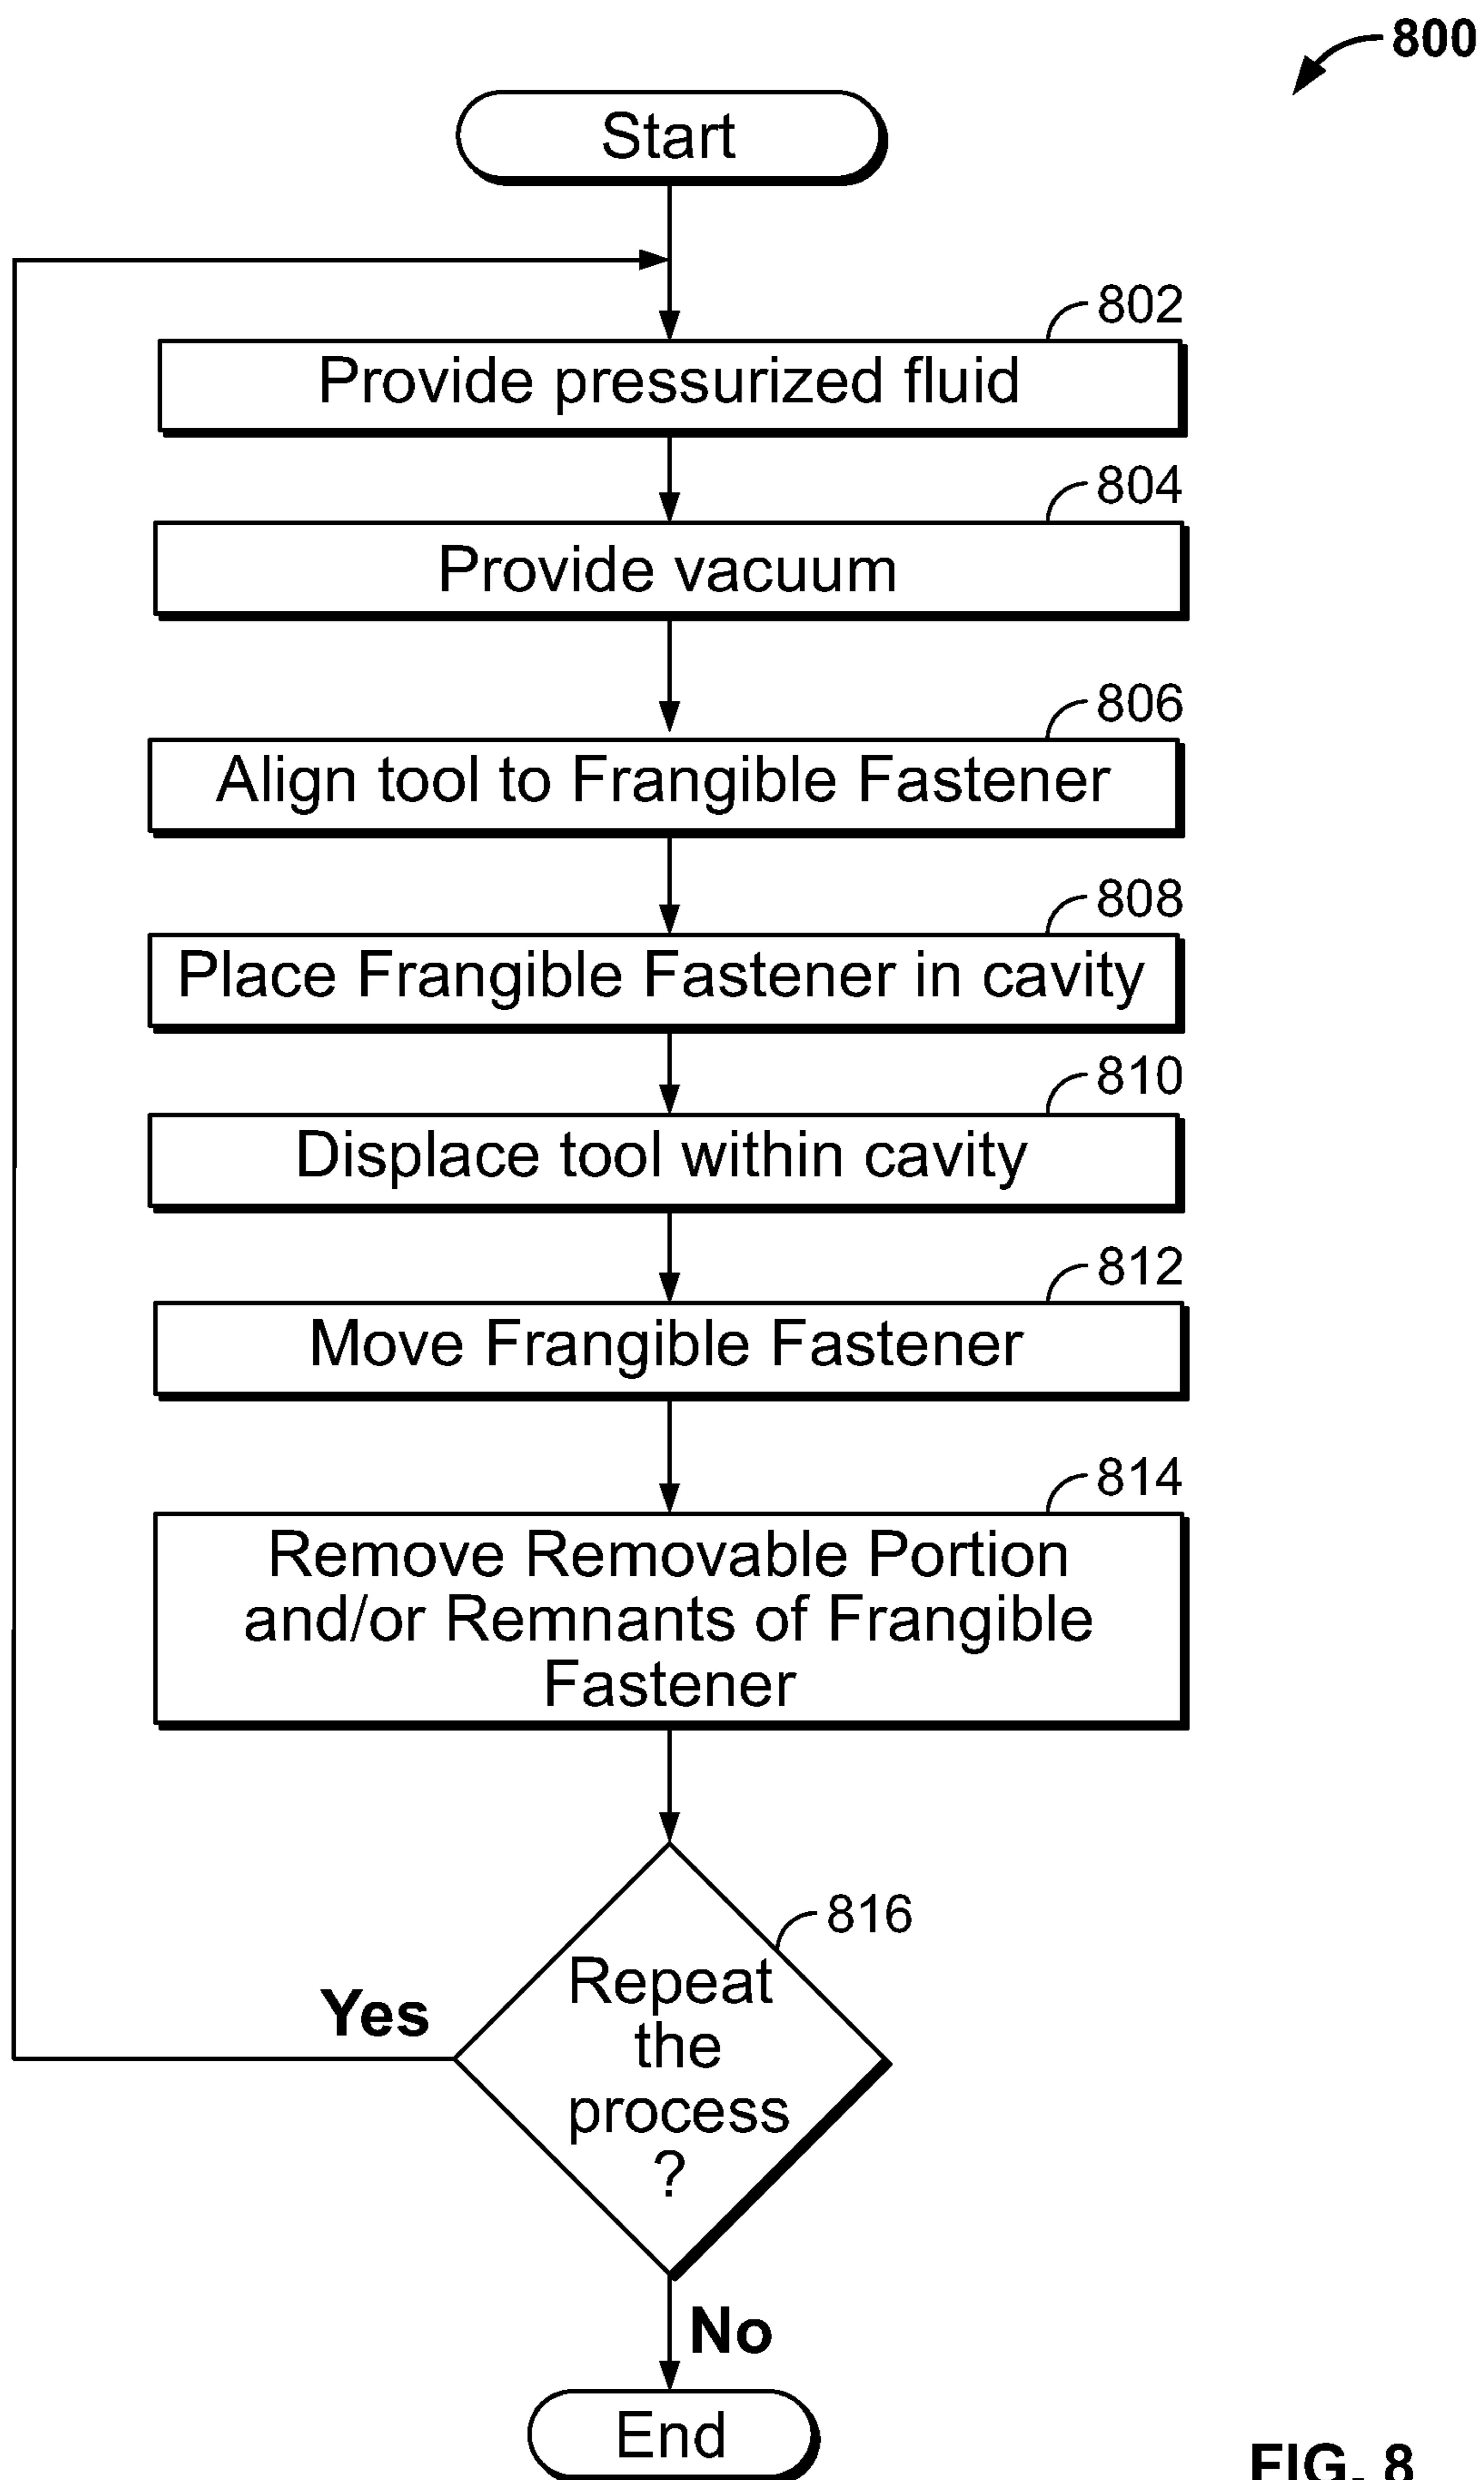 800
Start
802
Provide pressurized fluid
804
Provide vacuum
806
Align tool to Frangible Fastener
808
Place Frangible Fastener in cavity
810
Displace tool within cavity
812
Move Frangible Fastener
814
Remove Removable Portion
and/or Remnants of Frangible
Fastener
816
Repeat
the
process
?
Yes
No
End
FIG. 8